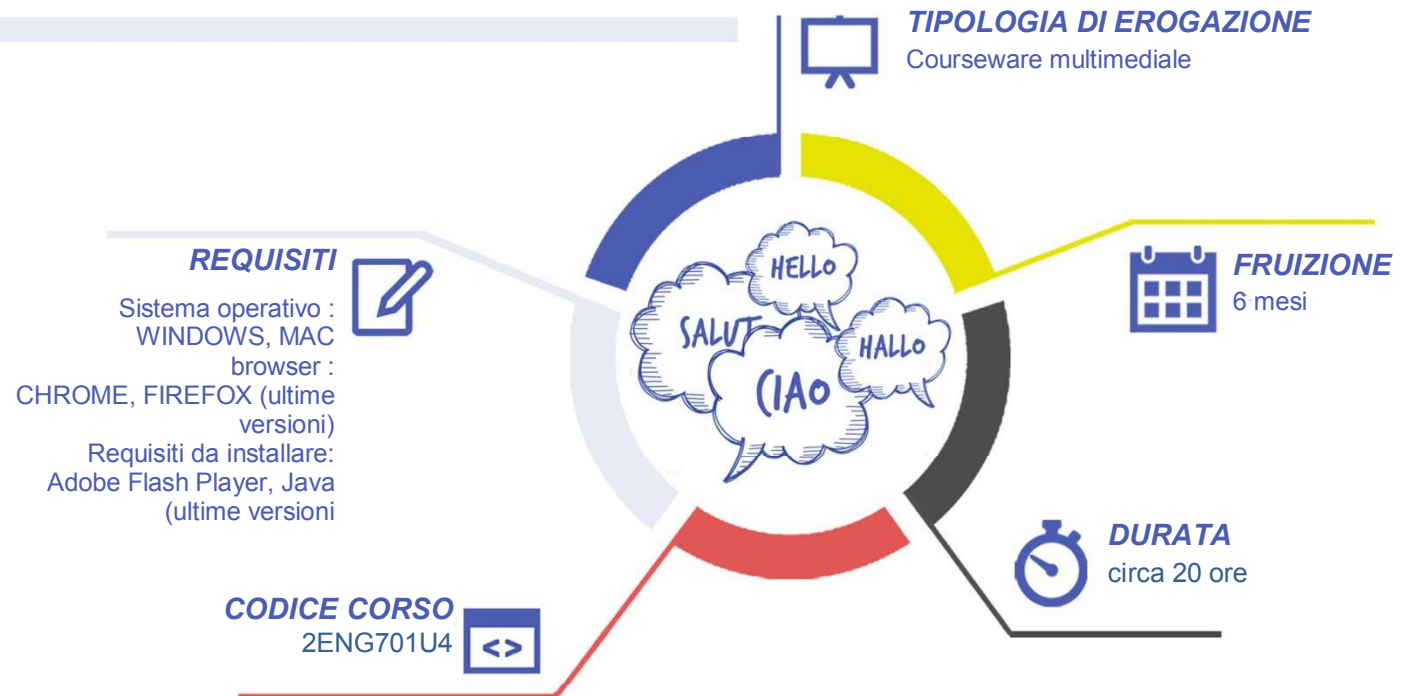 TIPOLOGIA DI EROGAZIONE
Courseware multimediale
REQUISITI
Sistema operativo :
WINDOWS, MAC
browser :
CHROME, FIREFOX (ultime
versioni)
Requisiti da installare:
Adobe Flash Player, Java
(ultime versioni
HELLO
SALUT
HALLO
CIAO
FRUIZIONE
6 mesi
DURATA
circa 20 ore
CODICE CORSO
2ENG701U4
<>